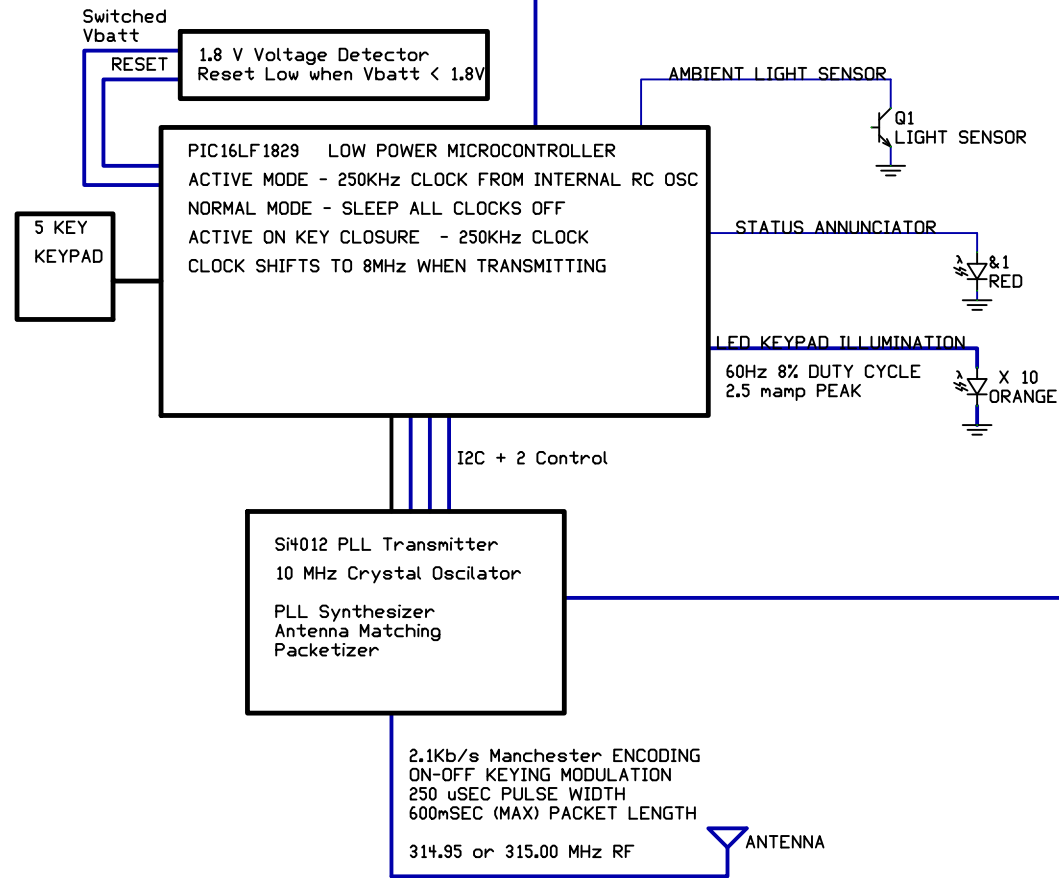 Switched
Vbatt
RESET
1.8 V Voltage Detector
Reset Low when Vbatt < 1.8V
AMBIENT LIGHT SENSOR
Q1
LIGHT SENSOR
PIC16LF1829 LOW POWER MICROCONTROLLER
ACTIVE MODE - 250KHz CLOCK FROM INTERNAL RC OSC
NORMAL MODE - SLEEP ALL CLOCKS OFF
ACTIVE ON KEY CLOSURE - 250KHz CLOCK
CLOCK SHIFTS TO 8MHz WHEN TRANSMITTING
5 KEY
KEYPAD
STATUS ANNUNCIATOR
λ
&1
RED
LED KEYPAD ILLUMINATION
60Hz 8% DUTY CYCLE
2.5 mamp PEAK
λ
X 10
ORANGE
I2C + 2 Control
Si4012 PLL Transmitter
10 MHz Crystal Oscilator
PLL Synthesizer
Antenna Matching
Packetizer
2.1Kb/s Manchester ENCODING
ON-OFF KEYING MODULATION
250 uSEC PULSE WIDTH
600mSEC (MAX) PACKET LENGTH
314.95 or 315.00 MHz RF
ANTENNA